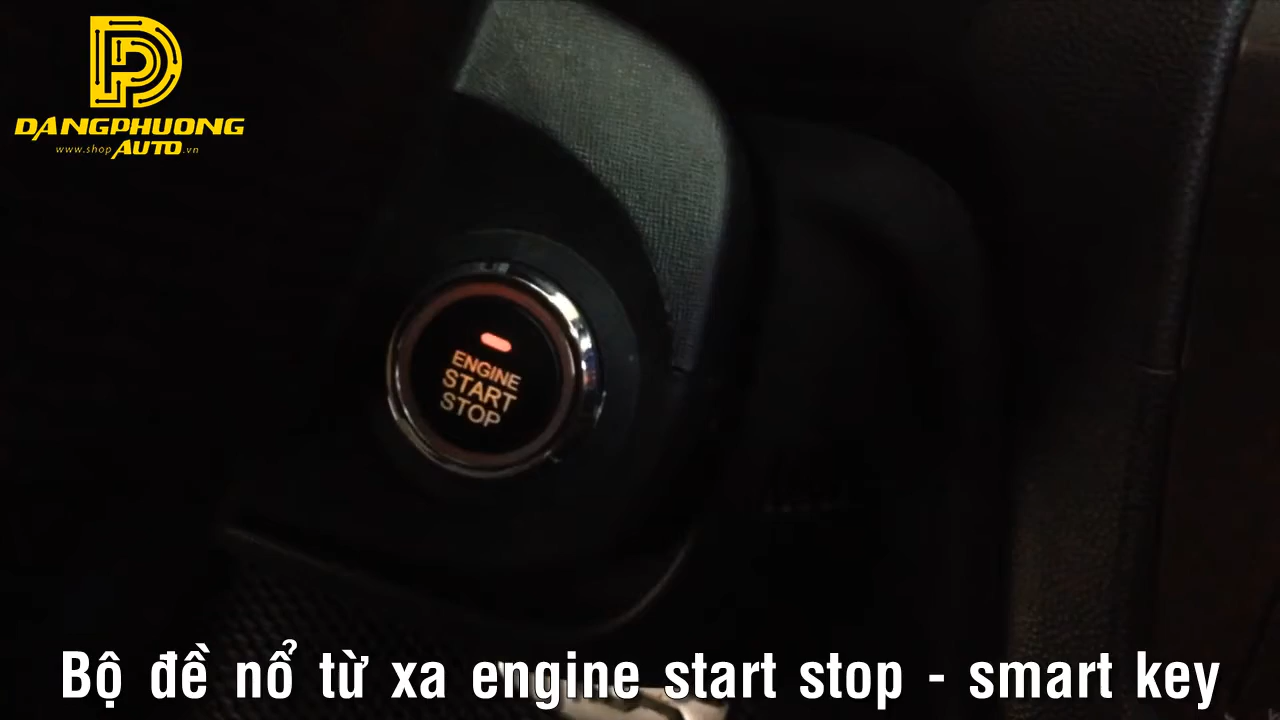 DANGPHUONG
www.shop AUTO.vn
ENGINE
START
STOP
Bộ đề nổ từ xa engine start stop - smart key